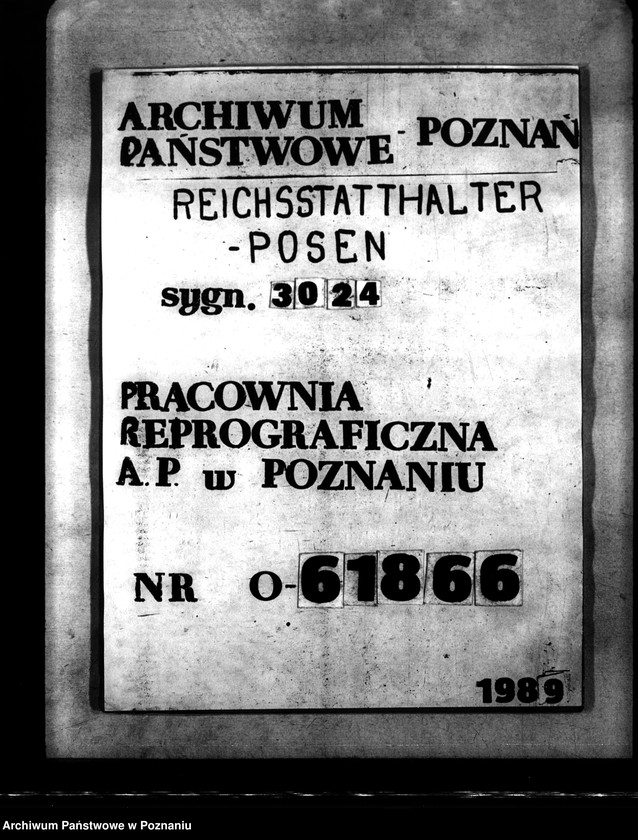 ARCHIWUM
PAŃSTWOWE - POZNAŃ
REICHSSTATTHALTER
-POSEN
sygn. 3024
PRACOWNIA
REPROGRAFICZNA
A.P. w POZNANIU
NR O-61866
1989
Archiwum Państwowe w Poznaniu